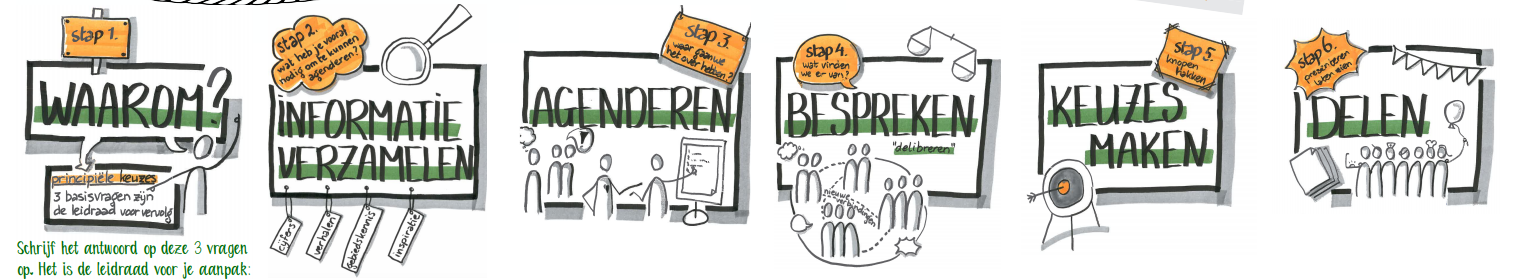 stap 1.
WAAROM?
principiële keuzes
3 basisvragen zijn
de leidraad voor vervolg
Schrijf het antwoord op deze 3 vragen
op. Het is de leidraad voor je aanpak:
stap 2.
wat heb je vooraf
nodig om te kunnen
agenderen?
INFORMATIE
VERZAMELEN
cijfers
verhalen
gebiedskennis
inspiratie
stap 3.
waar gaan we
het over hebben?
AGENDEREN
stap 4.
wat vinden
we er van?
BESPREKEN
"delibreren"
nieuwe
verbindingen
stap 5.
knopen
hakken
KEUZES
MAKEN
stap 6.
presenteren
laten zien
DELEN